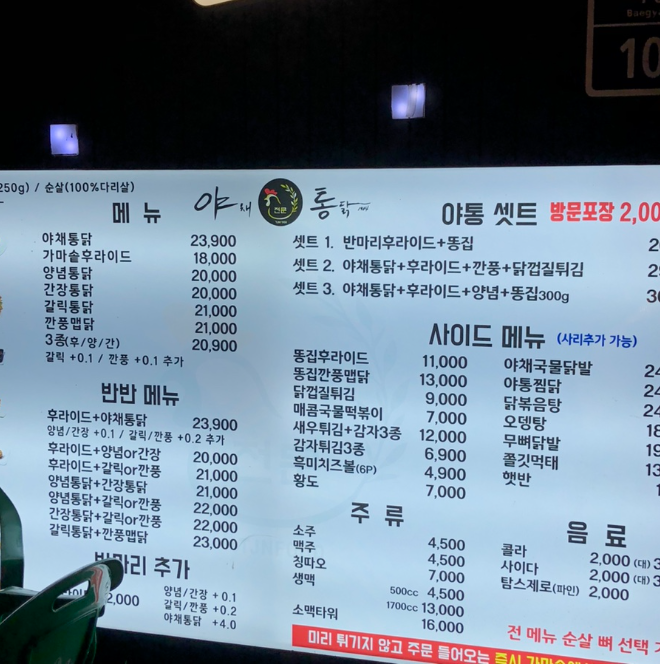 250g) / 순살(100%다리살)
메 뉴
야채통닭 23,900
가마솥후라이드 18,000
양념통닭 20,000
간장통닭 20,000
갈릭통닭 21,000
깐풍맵닭 21,000
3종(후/양/간) 20,900
갈릭 +0.1 / 깐풍 +0.1 추가
반반 메뉴
후라이드+야채통닭 23,900
양념/간장 +0.1 / 갈릭/깐풍 +0.2 추가
후라이드+양념or간장 20,000
후라이드+갈릭or깐풍 21,000
양념통닭+간장통닭 21,000
양념통닭+갈릭or깐풍 22,000
간장통닭+갈릭or깐풍 22,000
갈릭통닭+깐풍맵닭 23,000
반마리 추가
2,000
양념/간장 +0.1
갈릭/깐풍 +0.2
야채통닭 +4.0
야채 전문 통닭
야통 셋트 방문포장 2,00
셋트 1. 반마리후라이드+똥집
셋트 2. 야채통닭+후라이드+깐풍+닭껍질튀김
셋트 3. 야채통닭+후라이드+양념+똥집300g
사이드 메뉴 (사리추가 가능)
똥집후라이드 11,000
똥집깐풍맵닭 13,000
닭껍질튀김 9,000
매콤국물떡볶이 7,000
새우튀김+감자3종 12,000
감자튀김3종 6,900
흑미치즈볼(6P) 4,900
황도 7,000
야채국물닭발 24
야통찜닭 24
닭볶음탕 24
오뎅탕 18
무뼈닭발 19
쫄깃먹태 13
햇반 1
주 류
소주 4,500
맥주 4,500
칭따오 7,000
생맥 500cc 4,500
1700cc 13,000
소맥타워 16,000
음 료
콜라 2,000 (대) 3
사이다 2,000 (대) 3
탐스제로(파인) 2,000
전 메뉴 순살 뼈 선택
미리 튀기지 않고 주문 들어오는 즉시
10